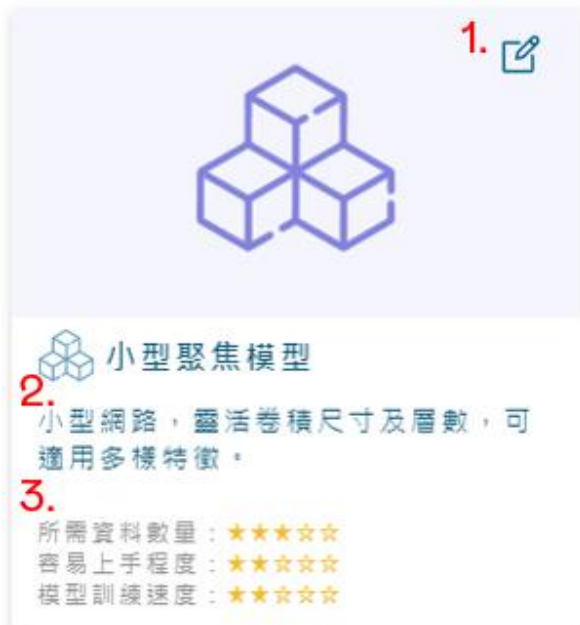 1.
小型聚焦模型
2.
小型網路，靈活卷積尺寸及層數，可
適用多樣特徵。
3.
所需資料數量：★★★☆☆
容易上手程度：★★☆☆☆
模型訓練速度：★★☆☆☆